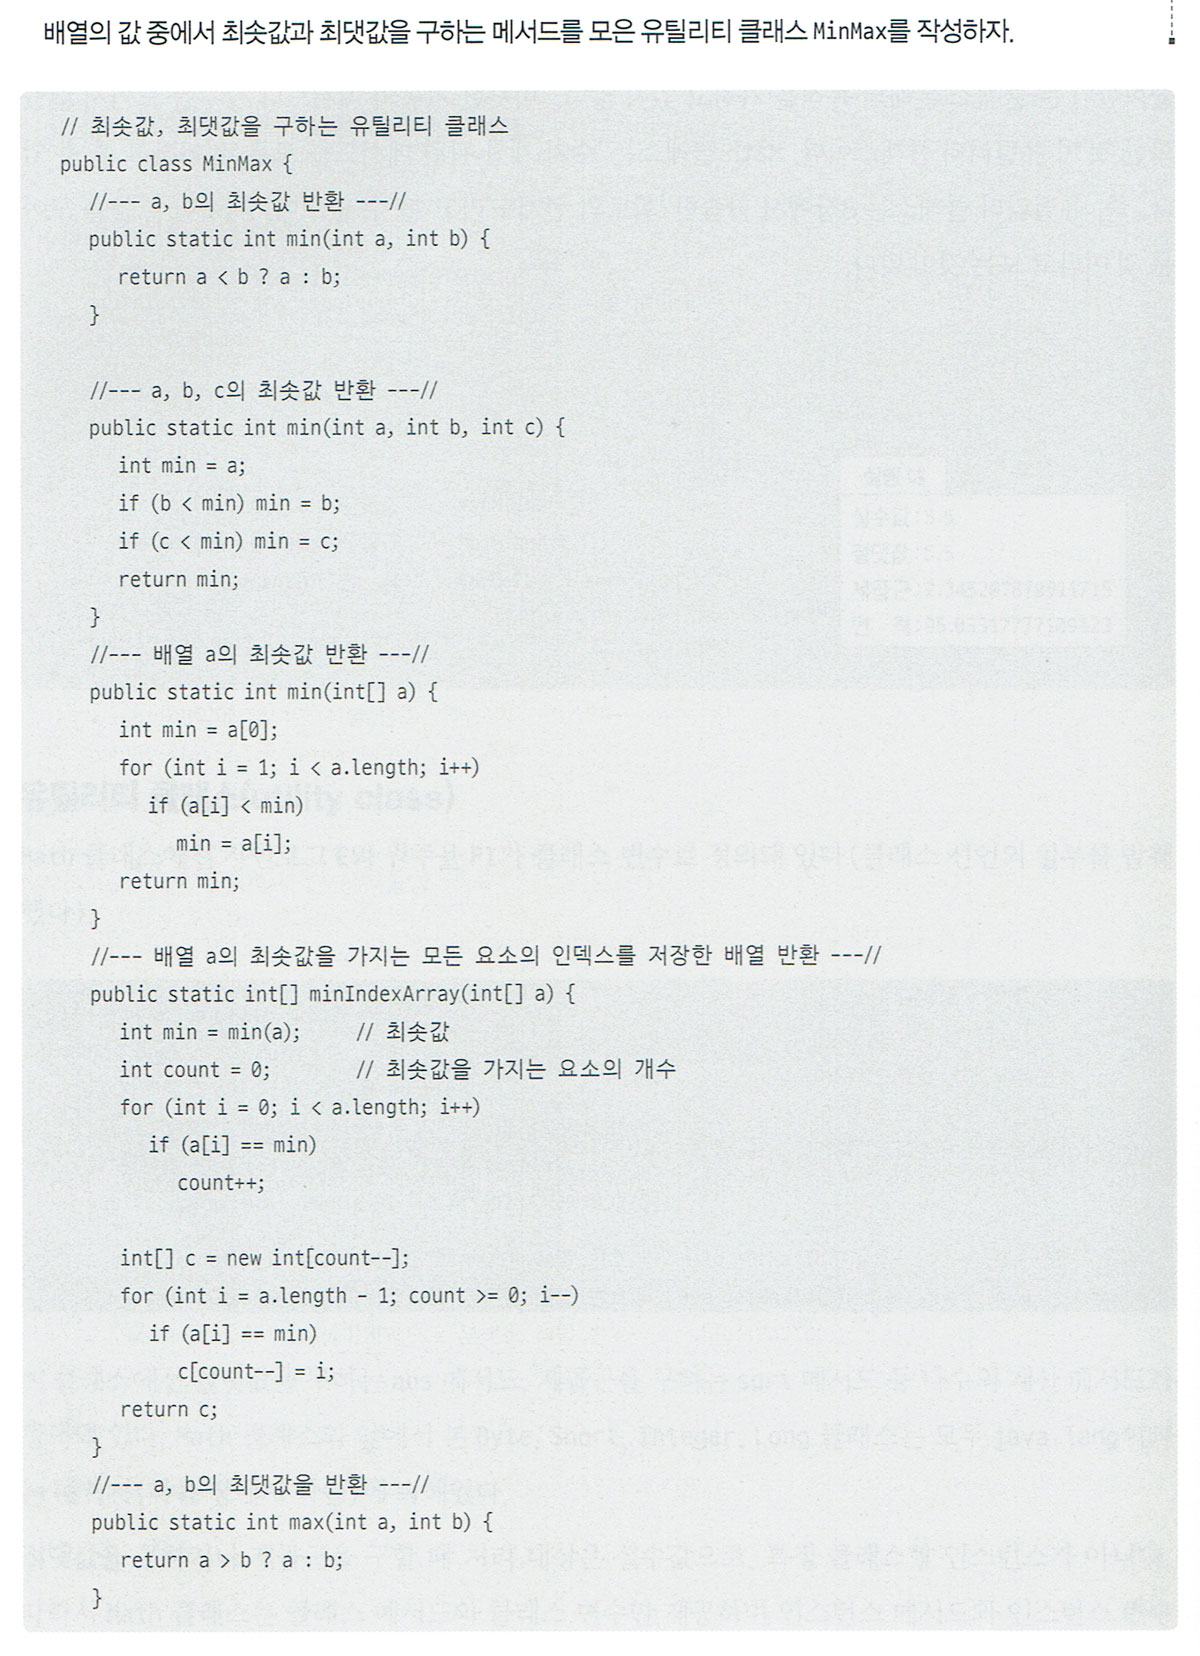 배열의 값 중에서 최솟값과 최댓값을 구하는 메서드를 모은 유틸리티 클래스 MinMax를 작성하자.
// 최솟값, 최댓값을 구하는 유틸리티 클래스
public class MinMax {
//--- a, b의 최솟값 반환 ---//
public static int min(int a, int b) {
return a < b ? a : b;
}
//--- a, b, c의 최솟값 반환 ---//
public static int min(int a, int b, int c) {
int min = a;
if (b < min) min = b;
if (c < min) min = c;
return min;
}
//--- 배열 a의 최솟값 반환 ---//
public static int min(int[] a) {
int min = a[0];
for (int i = 1; i < a.length; i++)
if (a[i] < min)
min = a[i];
return min;
}
//--- 배열 a의 최솟값을 가지는 모든 요소의 인덱스를 저장한 배열 반환 ---//
public static int[] minIndexArray(int[] a) {
int min = min(a); // 최솟값
int count = 0; // 최솟값을 가지는 요소의 개수
for (int i = 0; i < a.length; i++)
if (a[i] == min)
count++;
int[] c = new int[count--];
for (int i = a.length - 1; count >= 0; i--)
if (a[i] == min)
c[count--] = i;
return c;
}
//--- a, b의 최댓값을 반환 ---//
public static int max(int a, int b) {
return a > b ? a : b;
}